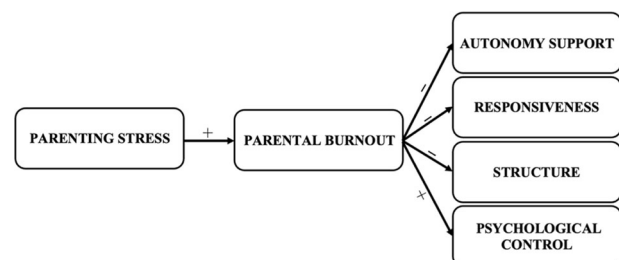 AUTONOMY SUPPORT
RESPONSIVENESS
PARENTING STRESS
+
PARENTAL BURNOUT
-
-
-
+
STRUCTURE
PSYCHOLOGICAL
CONTROL